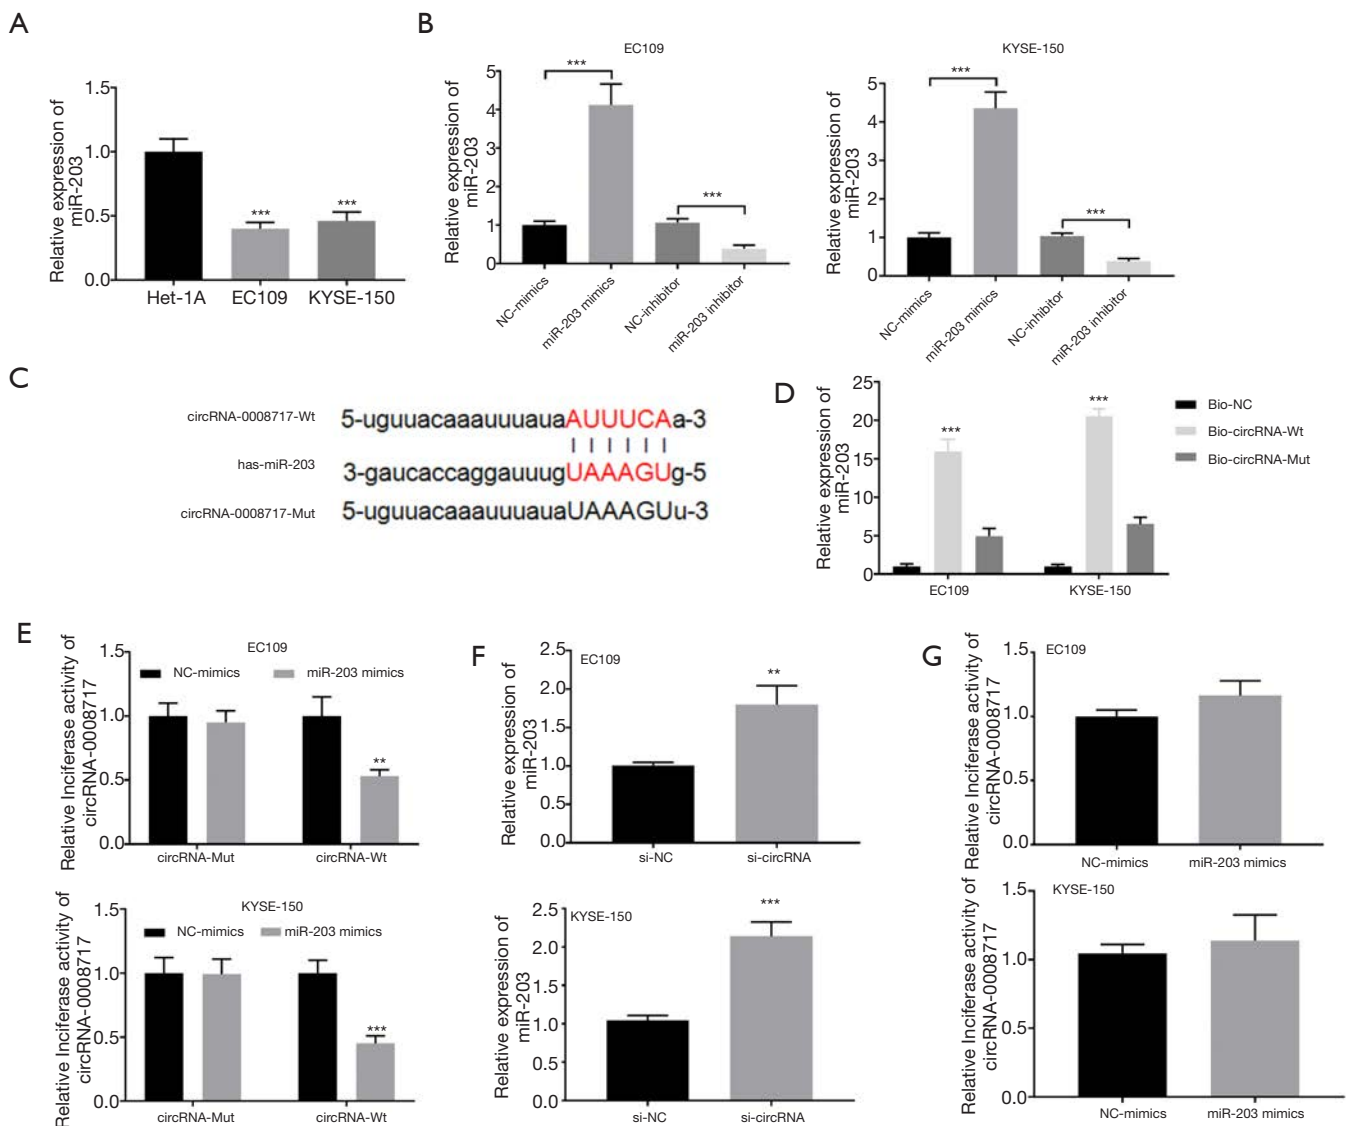 A
Relative expression of
miR-203
1.5
1.0
0.5
0.0
***
***
Het-1A
EC109
KYSE-150
B
EC109
Relative expression of
miR-203
5
4
3
2
1
0
***
***
NC-mimics
miR-203 mimics
NC-inhibitor
miR-203 inhibitor
KYSE-150
Relative expression of
miR-203
5
4
3
2
1
0
***
***
NC-mimics
miR-203 mimics
NC-inhibitor
miR-203 inhibitor
C
circRNA-0008717-Wt 5-uguuacaaauuuauaAUUUCAa-3
has-miR-203 3-gaucaccaggauuugUAAAGUg-5
circRNA-0008717-Mut 5-uguuacaaauuuauaUAAAGUu-3
D
Relative expression of
miR-203
25
20
15
10
5
0
***
***
EC109
KYSE-150
Bio-NC
Bio-circRNA-Wt
Bio-circRNA-Mut
E
EC109
NC-mimics
miR-203 mimics
Relative Inciferase activity of
circRNA-0008717
1.5
1.0
0.5
0.0
**
circRNA-Mut
circRNA-Wt
KYSE-150
NC-mimics
miR-203 mimics
Relative Inciferase activity of
circRNA-0008717
1.5
1.0
0.5
0.0
***
circRNA-Mut
circRNA-Wt
F
EC109
Relative expression of
miR-203
2.5
2.0
1.5
1.0
0.5
0.0
**
si-NC
si-circRNA
KYSE-150
Relative expression of
miR-203
2.5
2.0
1.5
1.0
0.5
0.0
***
si-NC
si-circRNA
G
EC109
Relative Inciferase activity of
circRNA-0008717
1.5
1.0
0.5
0.0
NC-mimics
miR-203 mimics
KYSE-150
Relative Inciferase activity of
circRNA-0008717
1.5
1.0
0.5
0.0
NC-mimics
miR-203 mimics